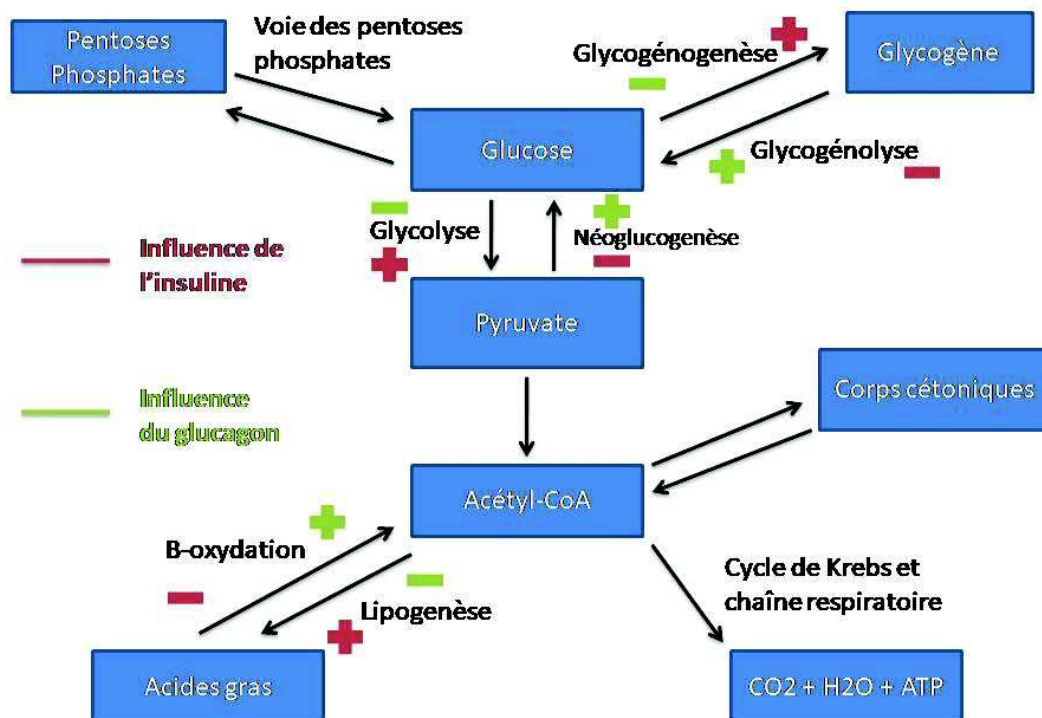 Pentoses
Phosphates
Voie des pentoses
phosphates
Glycogénogenèse
Glycogène
Glucose
Glycogénolyse
Glycolyse
Néoglucogenèse
Influence de
l'insuline
Pyruvate
Influence
du glucagon
Corps cétoniques
Acétyl-CoA
B-oxydation
Lipogenèse
Cycle de Krebs et
chaîne respiratoire
Acides gras
CO2 + H2O + ATP